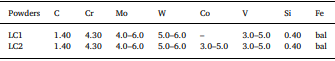 Powders C Cr Mo W Co V Si Fe
LC1 1.40 4.30 4.0–6.0 5.0–6.0 – 3.0–5.0 0.40 bal
LC2 1.40 4.30 4.0–6.0 5.0–6.0 3.0–5.0 3.0–5.0 0.40 bal